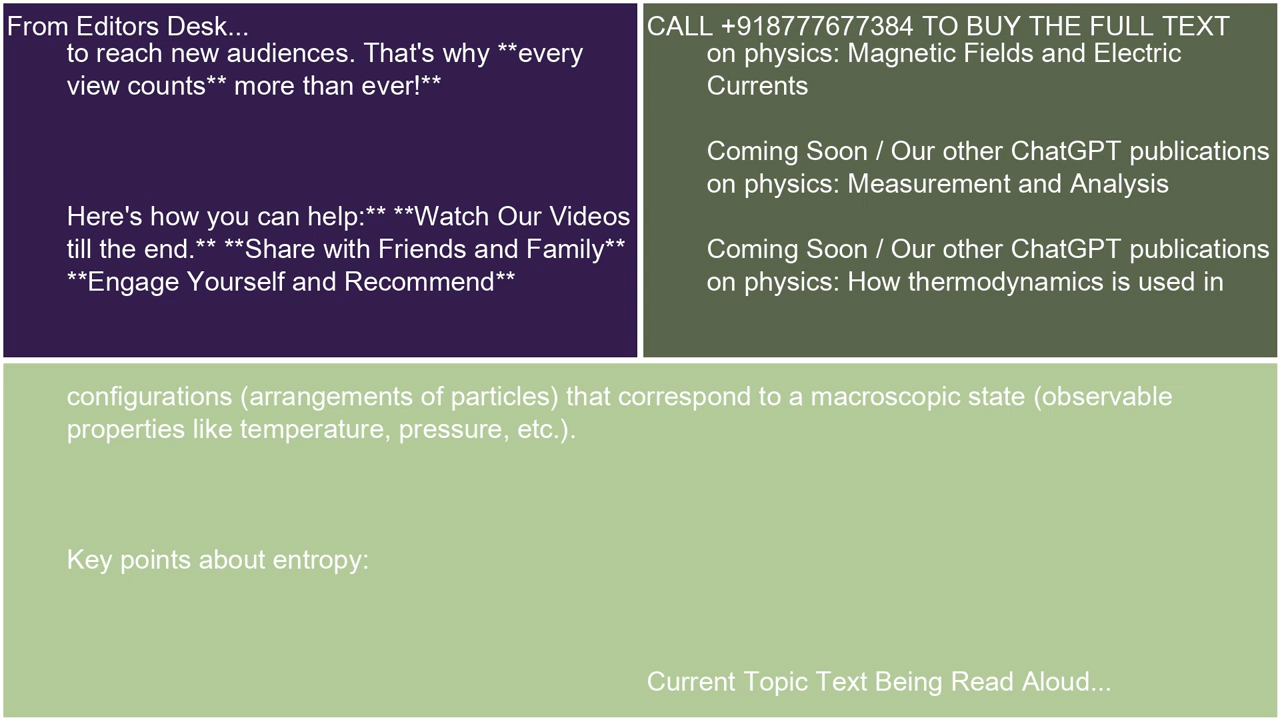 From Editors Desk...
to reach new audiences. That's why **every
view counts** more than ever!**
Here's how you can help:** **Watch Our Videos
till the end.** **Share with Friends and Family**
**Engage Yourself and Recommend**
CALL +918777677384 TO BUY THE FULL TEXT
on physics: Magnetic Fields and Electric
Currents
Coming Soon / Our other ChatGPT publications
on physics: Measurement and Analysis
Coming Soon / Our other ChatGPT publications
on physics: How thermodynamics is used in
configurations (arrangements of particles) that correspond to a macroscopic state (observable
properties like temperature, pressure, etc.).
Key points about entropy:
Current Topic Text Being Read Aloud...